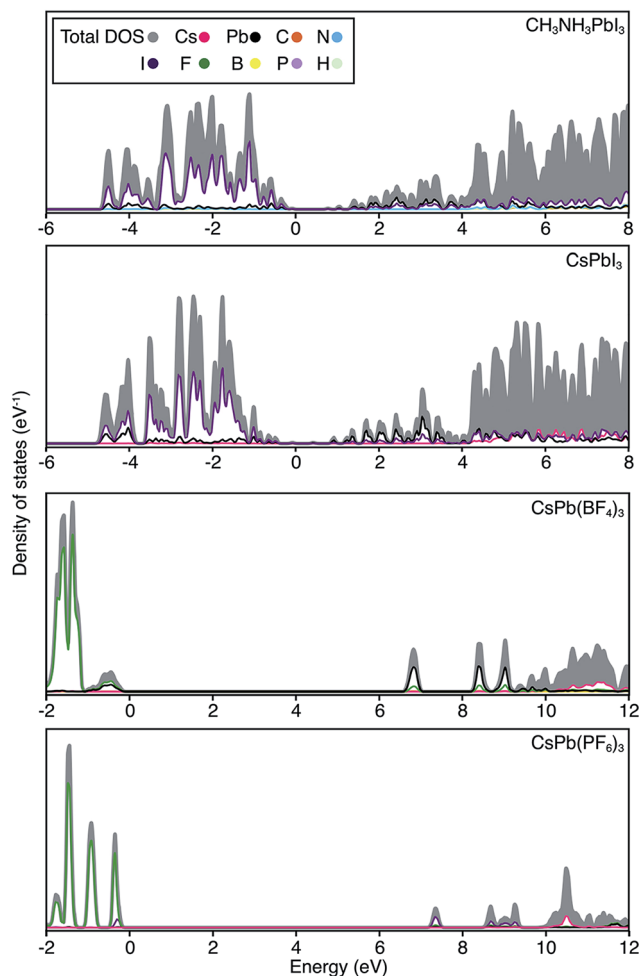 Total DOS Cs Pb C N
I F B P H
CH₃NH₃PbI₃
-6 -4 -2 0 2 4 6 8
CsPbI₃
-6 -4 -2 0 2 4 6 8
Density of states (eV⁻¹)
CsPb(BF₄)₃
-2 0 2 4 6 8 10 12
CsPb(PF₆)₃
-2 0 2 4 6 8 10 12
Energy (eV)